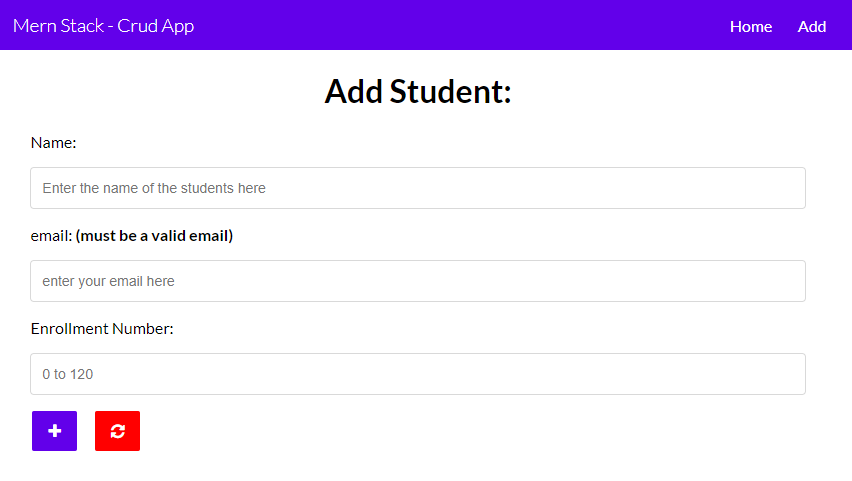 Mern Stack - Crud App
Home
Add
Add Student:
Name:
Enter the name of the students here
email: (must be a valid email)
enter your email here
Enrollment Number:
0 to 120